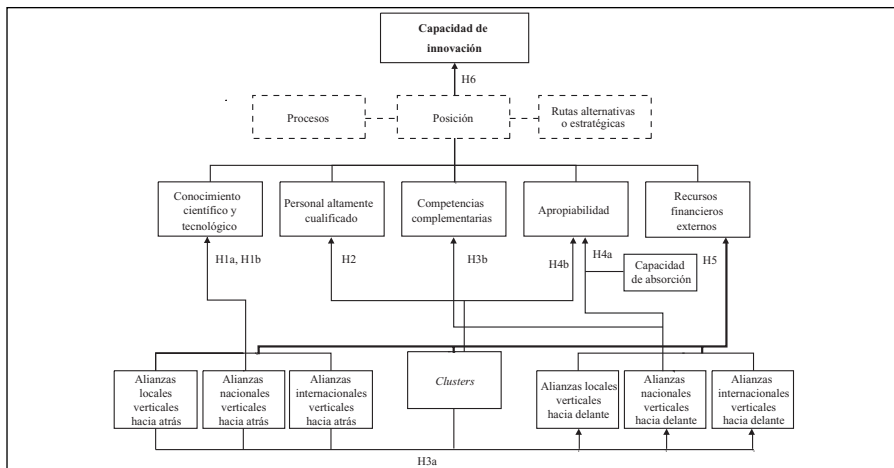 Capacidad de
innovación
H6
Procesos
Posición
Rutas alternativas
o estratégicas
Conocimiento
científico y
tecnológico
Personal altamente
cualificado
Competencias
complementarias
Apropiabilidad
Recursos
financieros
externos
H1a, H1b
H2
H3b
H4b
H4a
H5
Capacidad
de absorción
Alianzas
locales
verticales
hacia atrás
Alianzas
nacionales
verticales
hacia atrás
Alianzas
internacionales
verticales
hacia atrás
Clusters
Alianzas locales
verticales
hacia delante
Alianzas
nacionales
verticales
hacia delante
Alianzas
internacionales
verticales
hacia delante
H3a